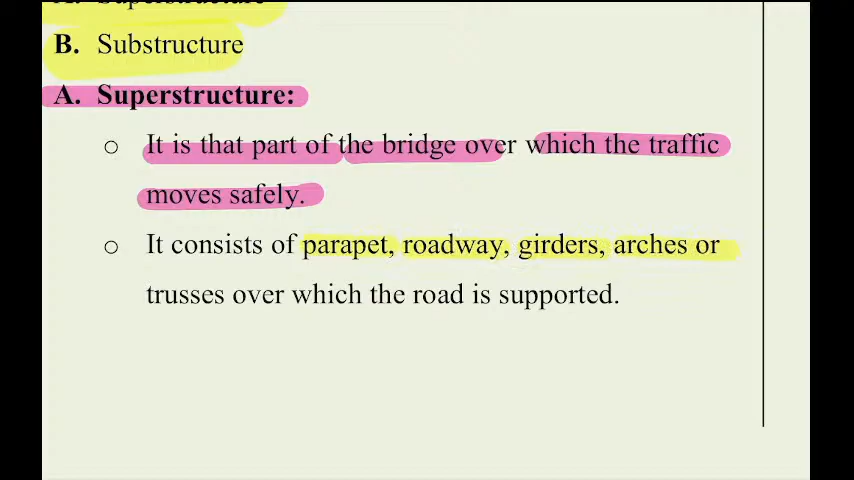 A. Superstructure
B. Substructure
A. Superstructure:
○ It is that part of the bridge over which the traffic
moves safely.
○ It consists of parapet, roadway, girders, arches or
trusses over which the road is supported.